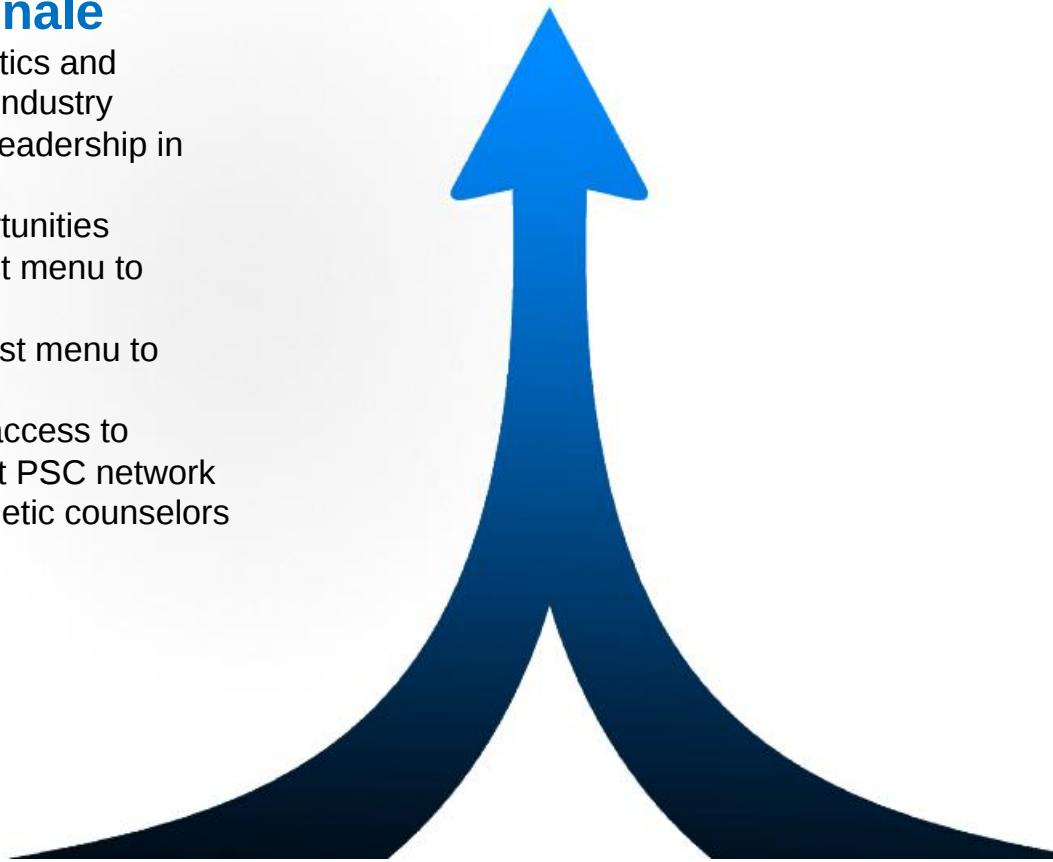 nale
tics and
ndustry
eadership in
tunities
t menu to
st menu to
ccess to
t PSC network
etic counselors